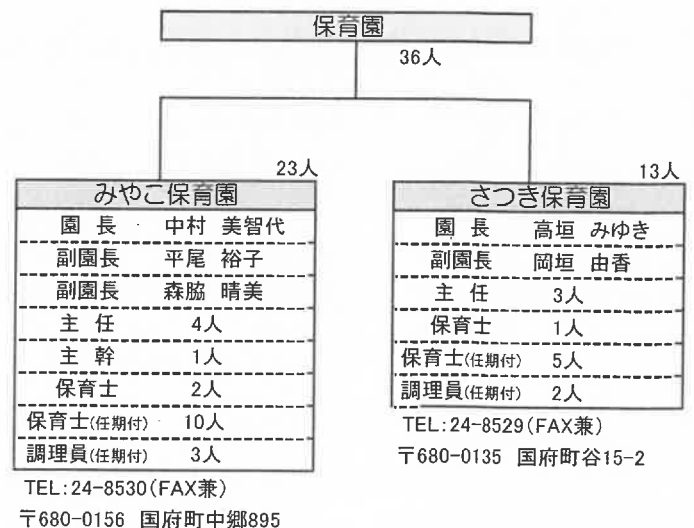 保育園
36人
23人
みやこ保育園
園 長 中村 美智代
副園長 平尾 裕子
副園長 森脇 晴美
主 任 4人
主 幹 1人
保育士 2人
保育士(任期付) 10人
調理員(任期付) 3人
TEL:24-8530(FAX兼)
〒680-0156 国府町中郷895
13人
さつき保育園
園 長 高垣 みゆき
副園長 岡垣 由香
主 任 3人
保育士 1人
保育士(任期付) 5人
調理員(任期付) 2人
TEL:24-8529(FAX兼)
〒680-0135 国府町谷15-2